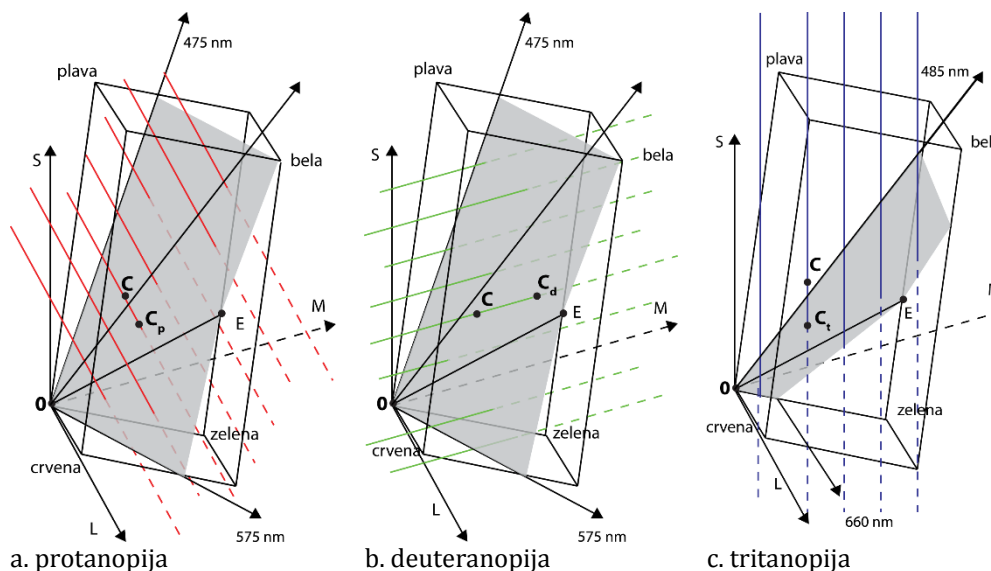 475 nm
plava
S
bela
C
Cp
M
E
0
zelena
crvena
L
575 nm
a. protanopija
475 nm
plava
S
bela
C
Cd
M
E
0
zelena
crvena
L
575 nm
b. deuteranopija
plava
485 nm
S
C
Ct
E
0
zelena
crvena
L
660 nm
c. tritanopija